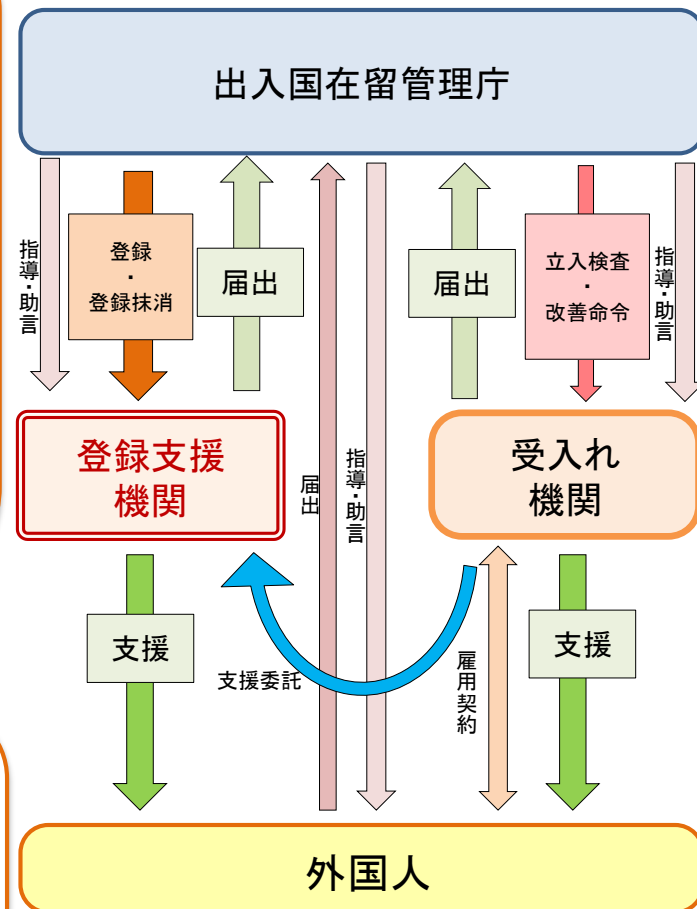 出入国在留管理庁
指導・助言
登録
・
登録抹消
届出
届出
立入検査
・
改善命令
指導・助言
登録支援
機関
届出
指導・助言
受入れ
機関
支援
支援委託
雇用契約
支援
外国人